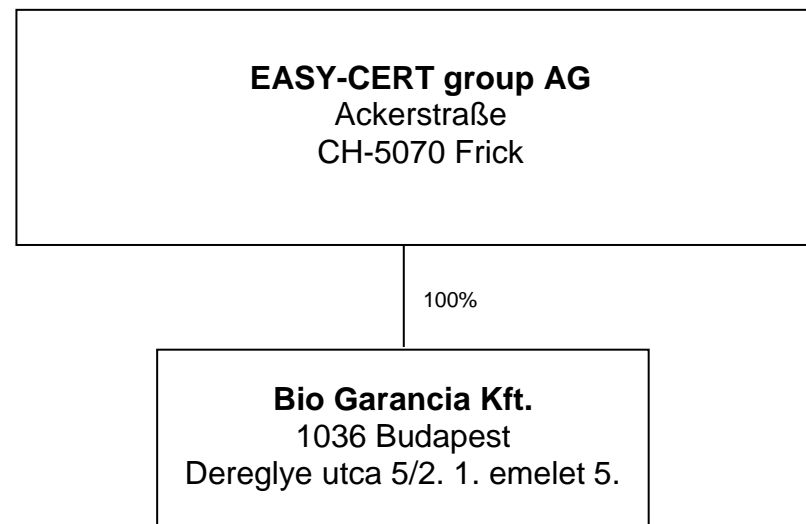 EASY-CERT group AG
Ackerstraße
CH-5070 Frick
100%
Bio Garancia Kft.
1036 Budapest
Dereglye utca 5/2. 1. emelet 5.